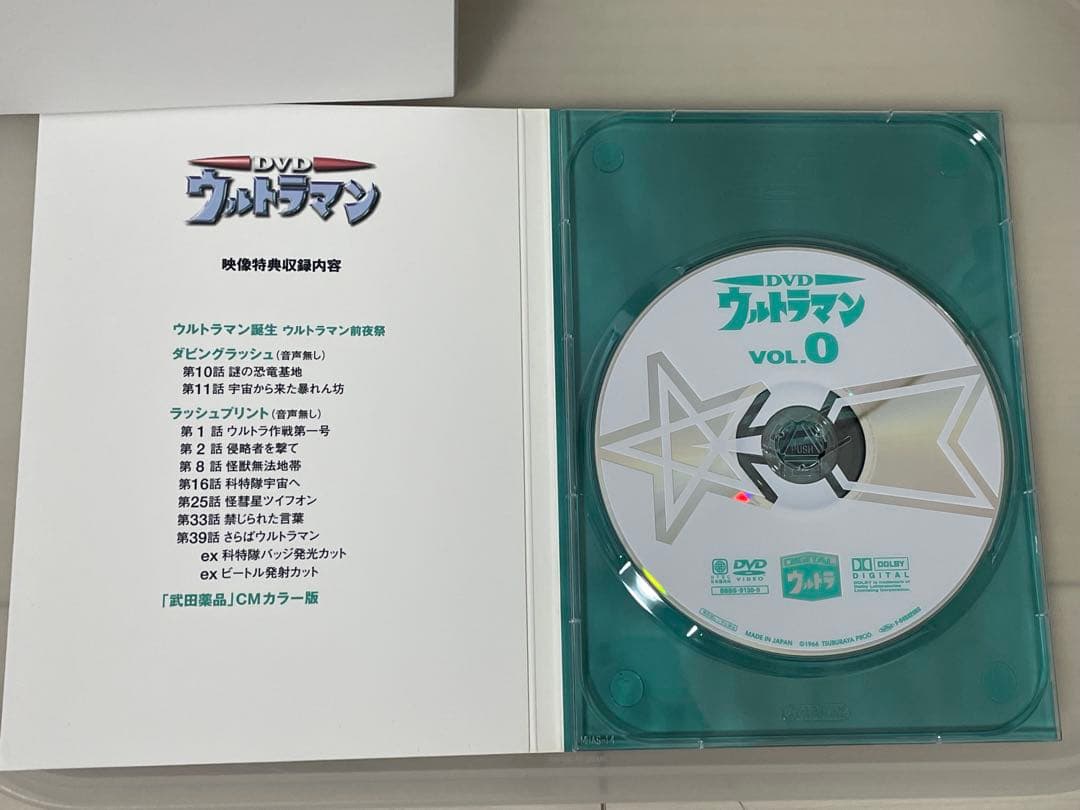 DVD
ウルトラマン
映像特典収録内容
ウルトラマン誕生 ウルトラマン前夜祭
ダビングラッシュ(音声無し)
第10話 謎の恐竜基地
第11話 宇宙から来た暴れん坊
ラッシュプリント(音声無し)
第 1 話 ウルトラ作戦第一号
第 2 話 侵略者を撃て
第 8 話 怪獣無法地帯
第16話 科特隊宇宙へ
第25話 怪彗星ツイフォン
第33話 禁じられた言葉
第39話 さらばウルトラマン
ex 科特隊バッジ発光カット
ex ビートル発射カット
「武田薬品」CMカラー版
DVD
ウルトラマン
VOL.0
PUSH
DVD
VIDEO
DIGITAL
ウルトラ
DOLBY
DIGITAL
MADE IN JAPAN ©1966 TSUBURAYA PROD.